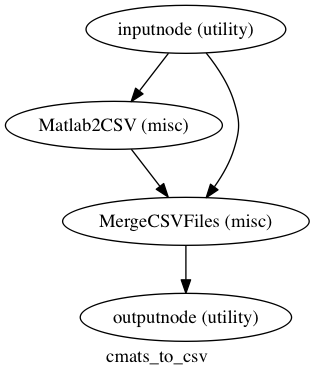 inputnode (utility)
Matlab2CSV (misc)
MergeCSVFiles (misc)
outputnode (utility)
cmats_to_csv